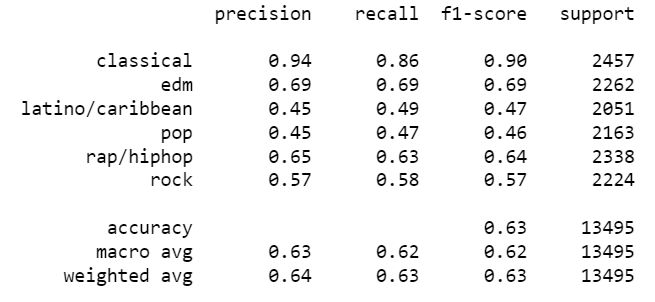 precision recall f1-score support
classical 0.94 0.86 0.90 2457
edm 0.69 0.69 0.69 2262
latino/caribbean 0.45 0.49 0.47 2051
pop 0.45 0.47 0.46 2163
rap/hiphop 0.65 0.63 0.64 2338
rock 0.57 0.58 0.57 2224
accuracy 0.63 13495
macro avg 0.63 0.62 0.62 13495
weighted avg 0.64 0.63 0.63 13495